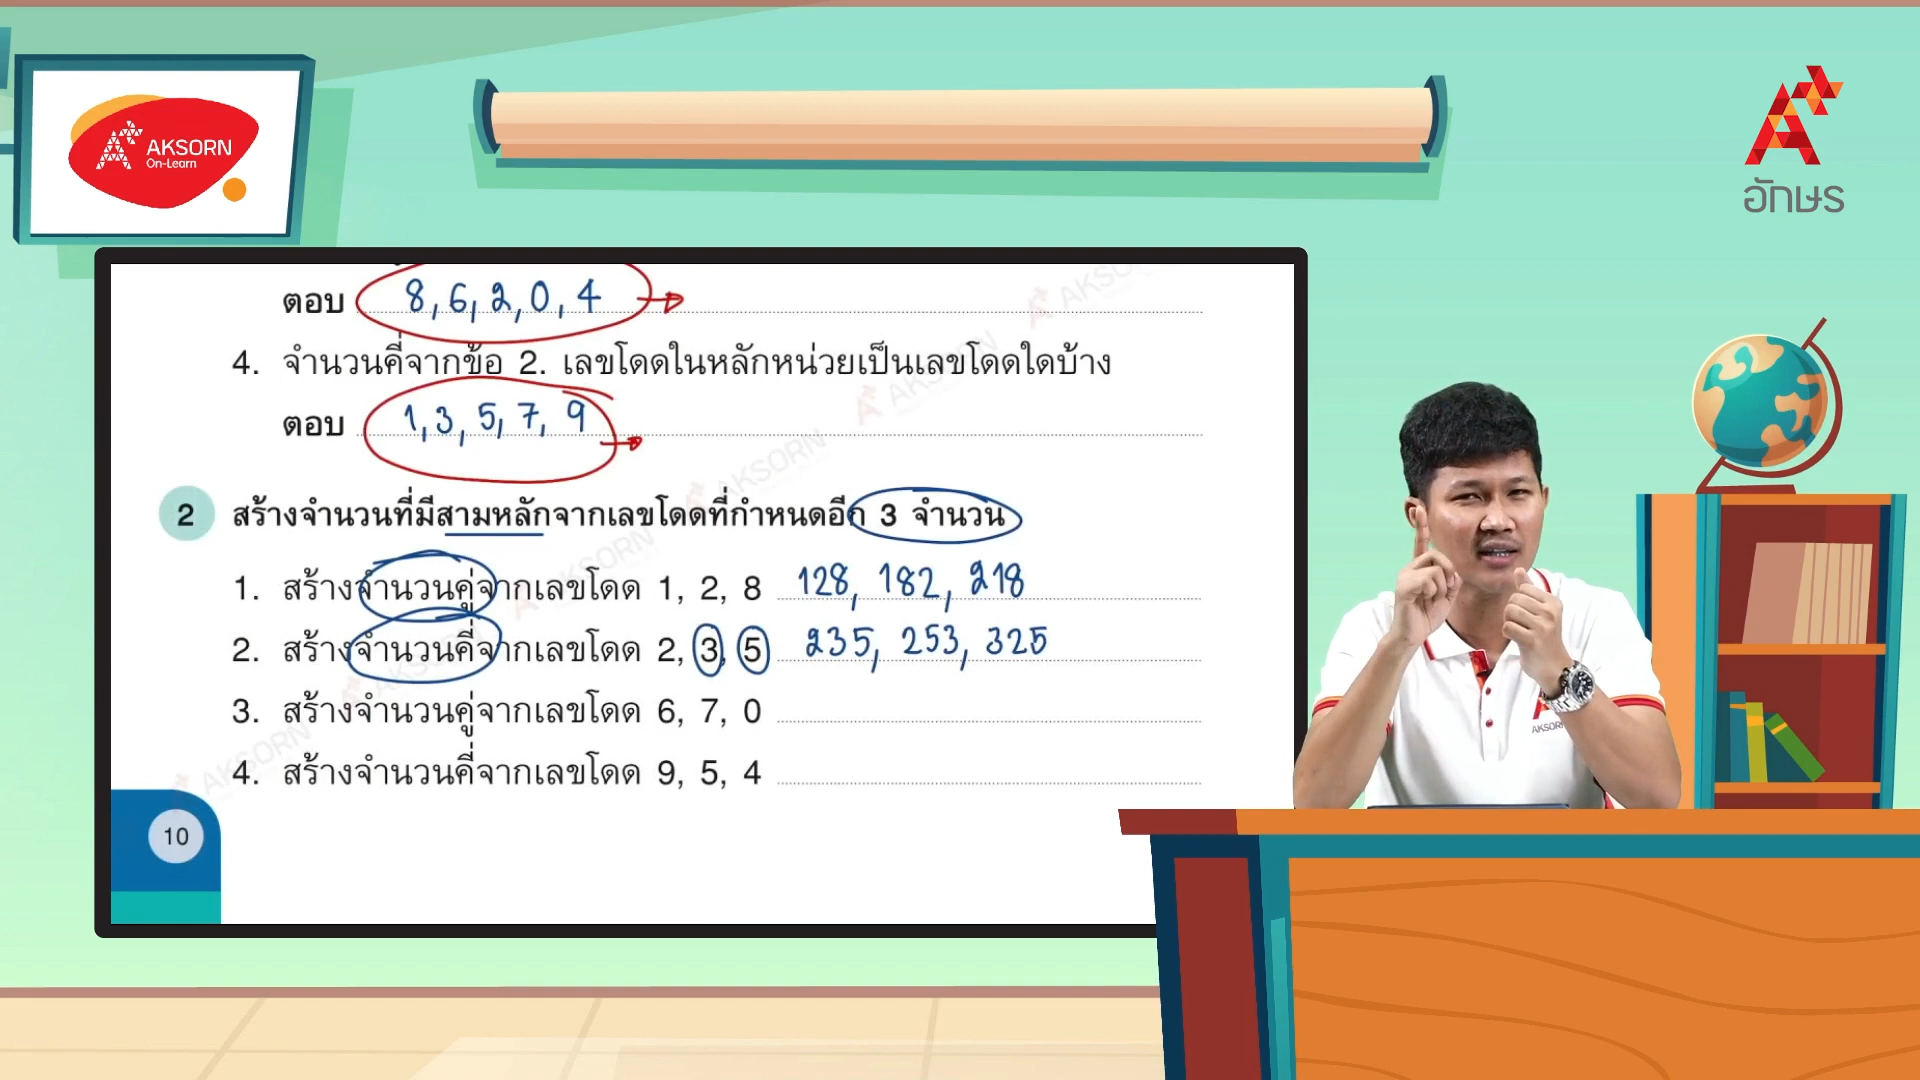 AKSORN
On-Learn
อักษร
ตอบ 8, 6, 2, 0, 4
4. จำนวนคี่จากข้อ 2. เลขโดดในหลักหน่วยเป็นเลขโดดใดบ้าง
ตอบ 1, 3, 5, 7, 9
2 สร้างจำนวนที่มีสามหลักจากเลขโดดที่กำหนดอีก 3 จำนวน
1. สร้างจำนวนคู่จากเลขโดด 1, 2, 8 128, 182, 218
2. สร้างจำนวนคี่จากเลขโดด 2, 3, 5 235, 253, 325
3. สร้างจำนวนคู่จากเลขโดด 6, 7, 0
4. สร้างจำนวนคี่จากเลขโดด 9, 5, 4
10
AKSORN